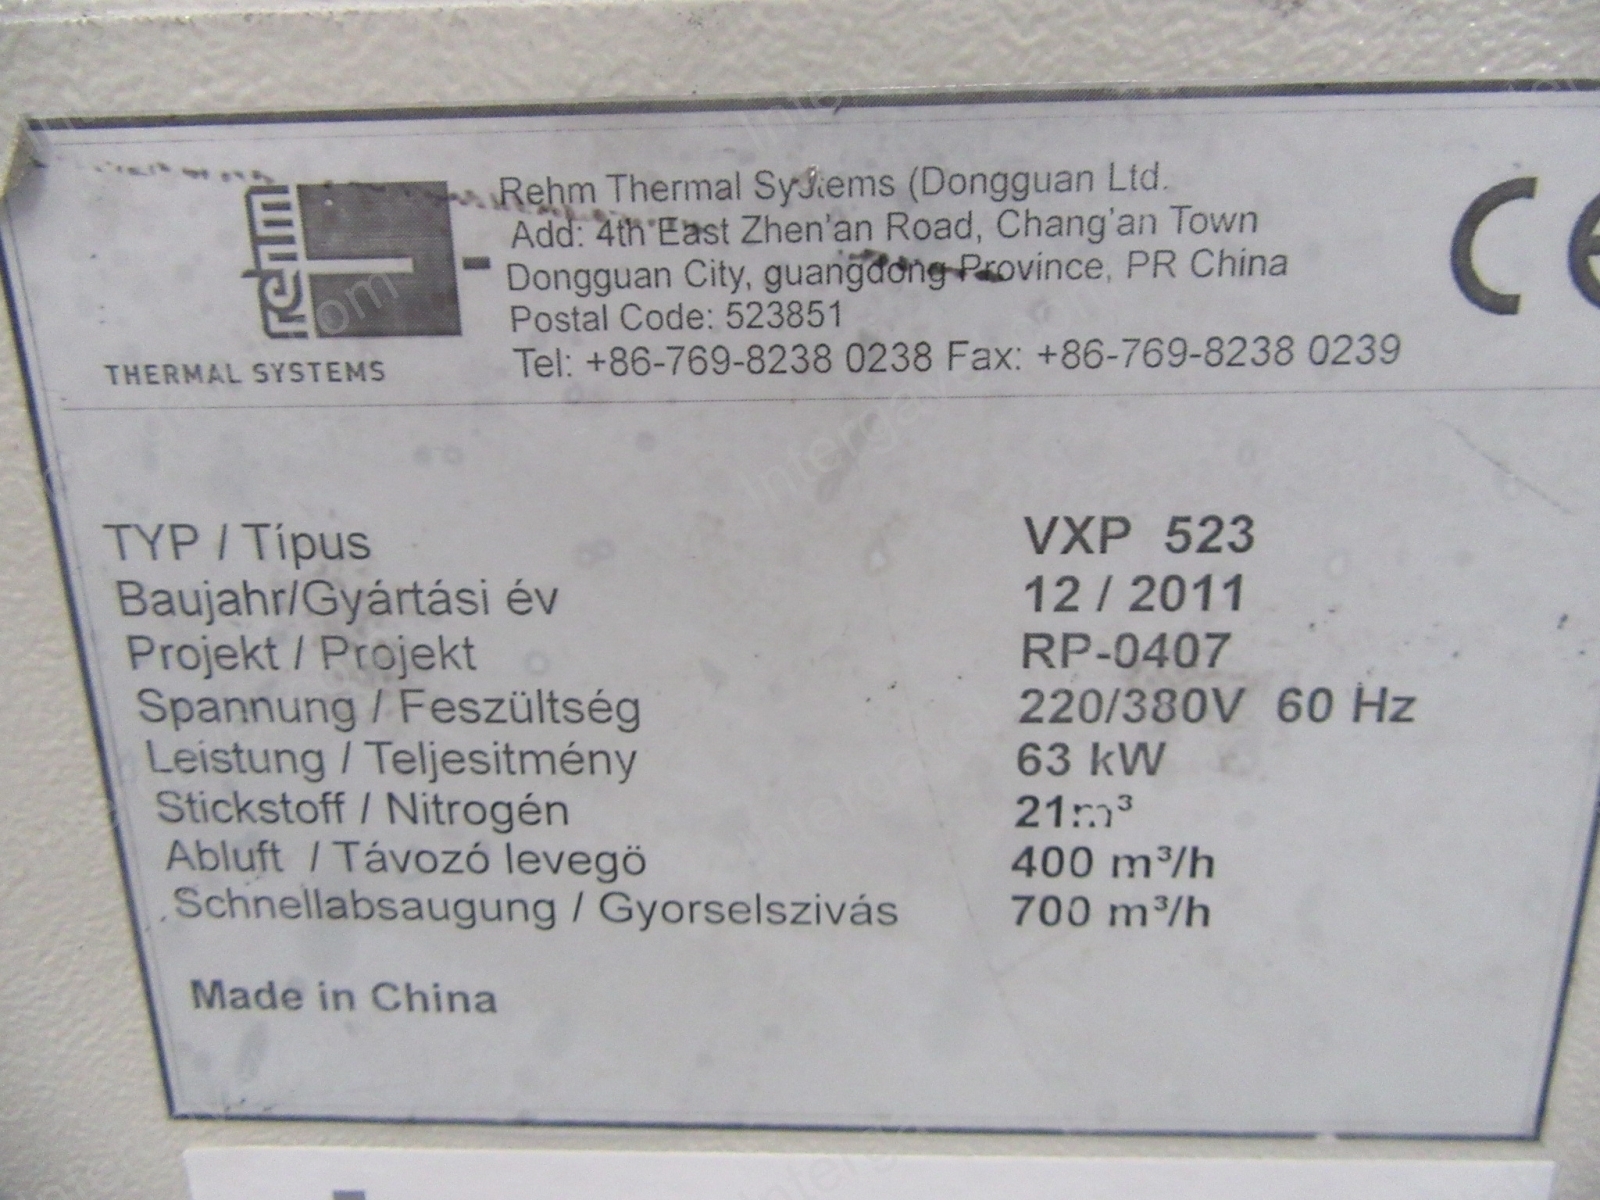 rehm
THERMAL SYSTEMS
Rehm Thermal Systems (Dongguan Ltd.
Add: 4th East Zhen'an Road, Chang'an Town
Dongguan City, guangdong Province, PR China
Postal Code: 523851
Tel: +86-769-8238 0238 Fax: +86-769-8238 0239
CE
TYP / Típus VXP 523
Baujahr/Gyártási év 12 / 2011
Projekt / Projekt RP-0407
Spannung / Feszültség 220/380V 60 Hz
Leistung / Teljesitmény 63 kW
Stickstoff / Nitrogén 21m³
Abluft / Távozó levegö 400 m³/h
Schnellabsaugung / Gyorselszivás 700 m³/h
Made in China